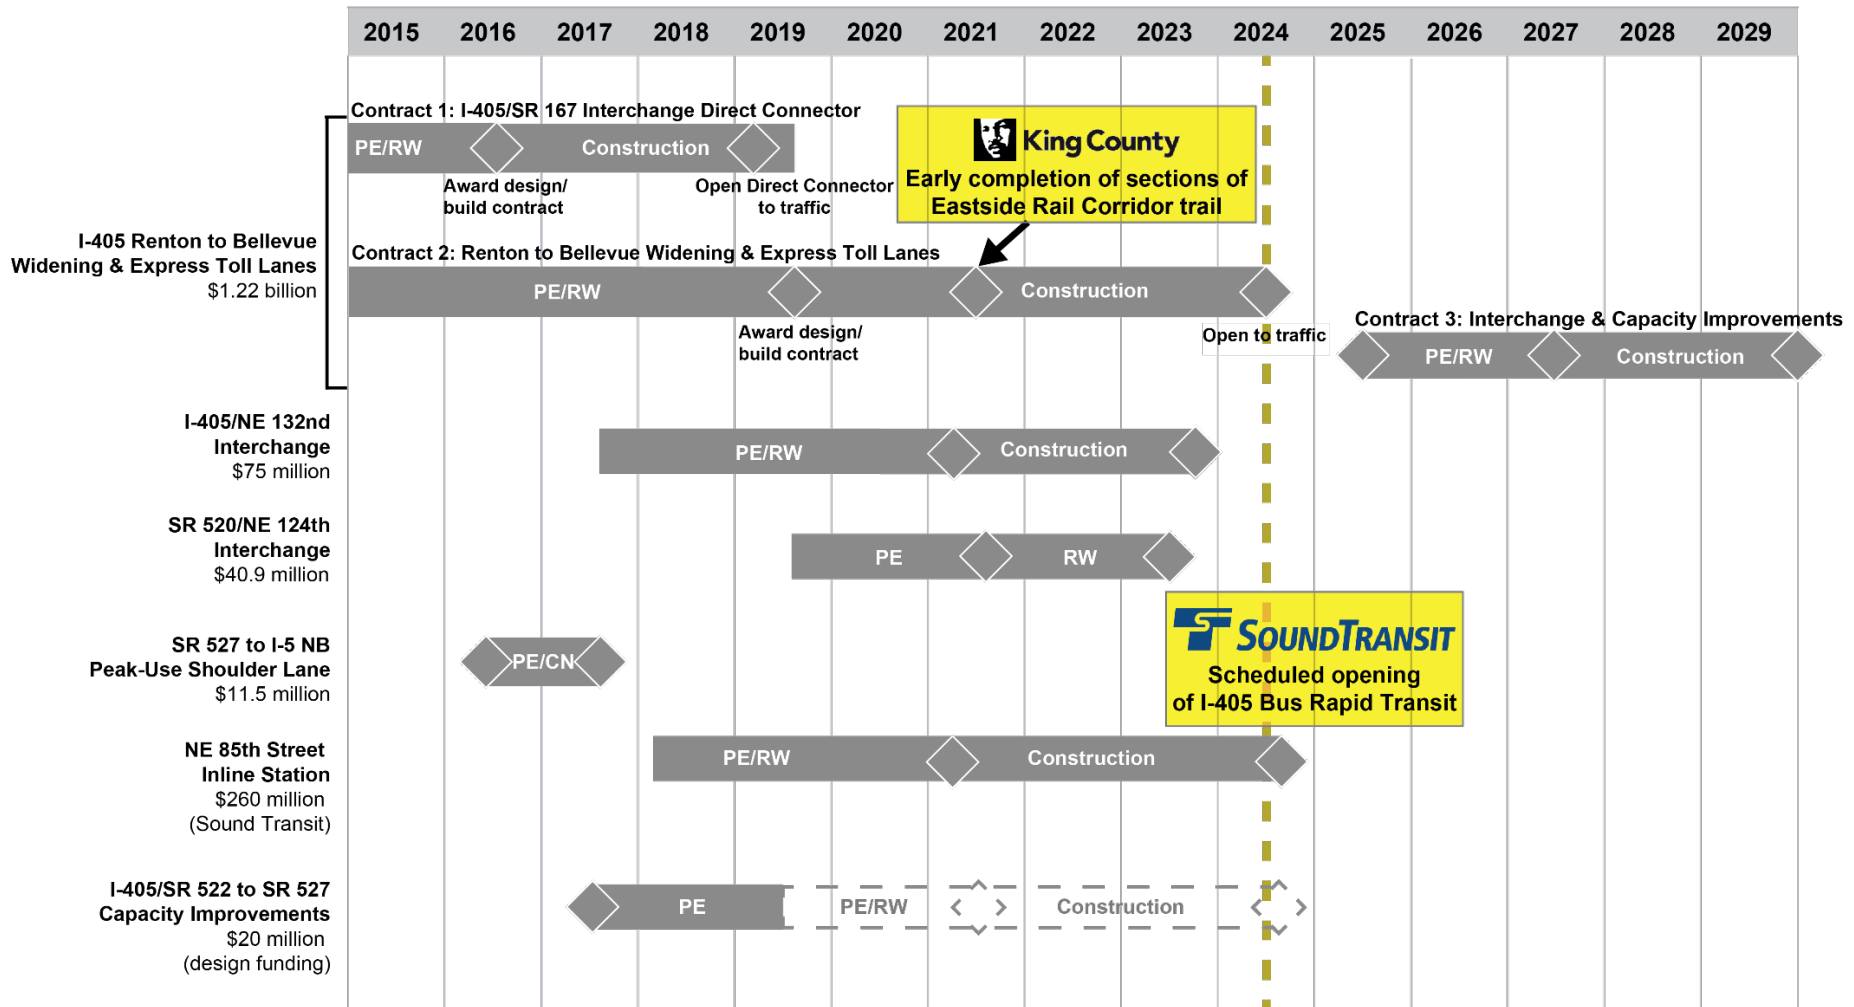 2015 2016 2017 2018 2019 2020 2021 2022 2023 2024 2025 2026 2027 2028 2029
Contract 1: I-405/SR 167 Interchange Direct Connector
PE/RW
Construction
Award design/
build contract
Open Direct Connector
to traffic
King County
Early completion of sections of
Eastside Rail Corridor trail
I-405 Renton to Bellevue
Widening & Express Toll Lanes
$1.22 billion
Contract 2: Renton to Bellevue Widening & Express Toll Lanes
PE/RW
Construction
Award design/
build contract
Open to traffic
Contract 3: Interchange & Capacity Improvements
PE/RW
Construction
I-405/NE 132nd
Interchange
$75 million
PE/RW
Construction
SR 520/NE 124th
Interchange
$40.9 million
PE
RW
SOUNDTRANSIT
Scheduled opening
of I-405 Bus Rapid Transit
SR 527 to I-5 NB
Peak-Use Shoulder Lane
$11.5 million
PE/CN
NE 85th Street
Inline Station
$260 million
(Sound Transit)
PE/RW
Construction
I-405/SR 522 to SR 527
Capacity Improvements
$20 million
(design funding)
PE
PE/RW
Construction